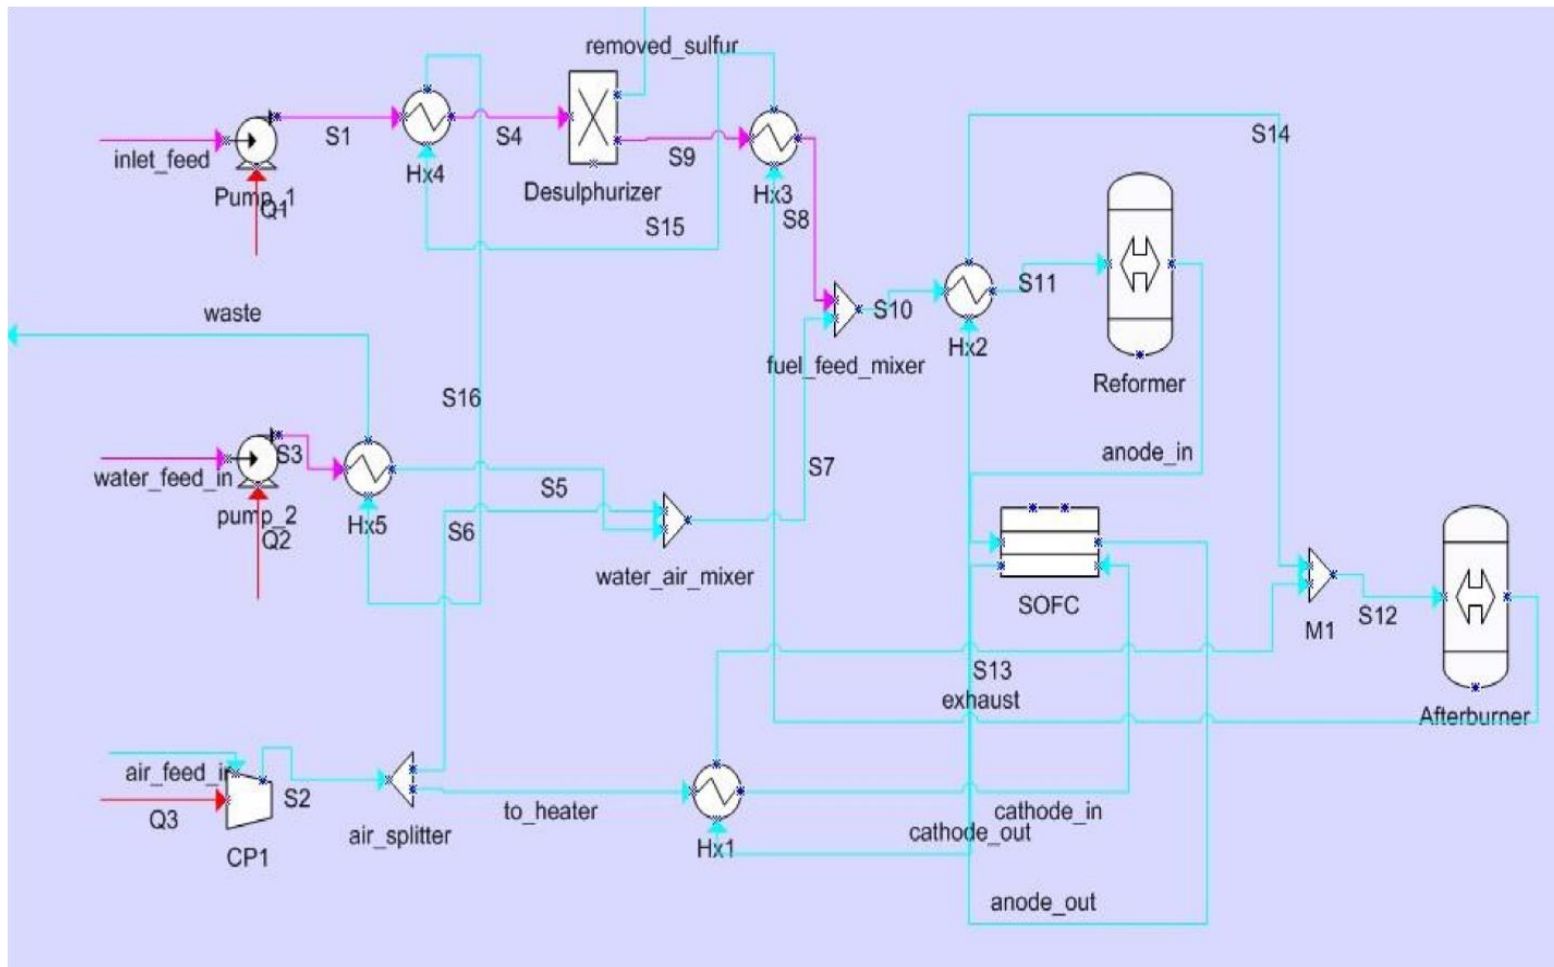 removed_sulfur
inlet_feed
S1
S4
S9
S14
Pump_1
Q1
Hx4
Desulphurizer
Hx3
S8
S15
S10
S11
Hx2
fuel_feed_mixer
Reformer
waste
S16
anode_in
water_feed_in
S3
S5
S7
pump_2
Q2
Hx5
S6
water_air_mixer
SOFC
M1
S12
S13
exhaust
Afterburner
air_feed_in
S2
Q3
CP1
air_splitter
to_heater
Hx1
cathode_in
cathode_out
anode_out